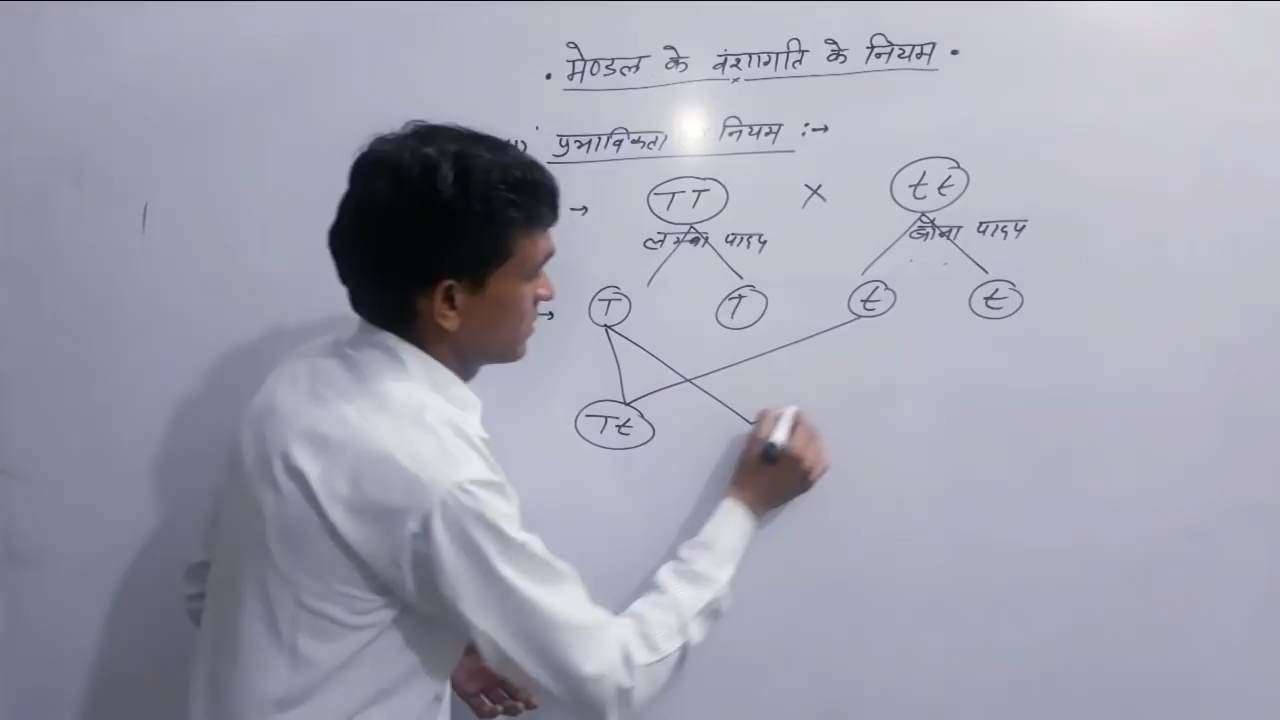 • मेण्डल के वंशागति के नियम •
प्रभाविकता नियम :→
→ TT × tt
लम्बा पादप बौना पादप
→ T T t t
Tt